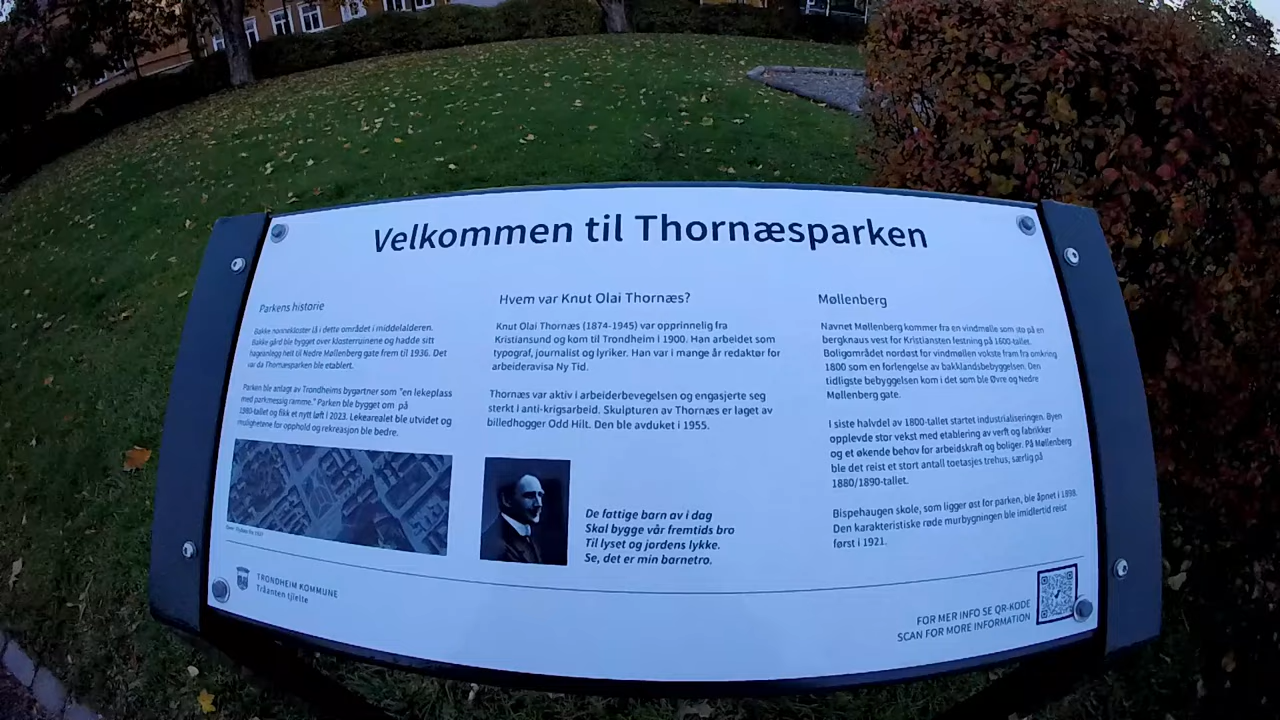 Velkommen til Thornæsparken
Parkens historie
Bakke nonnekloster lå i dette området i middelalderen.
Bakke gård ble bygget over klosterruinene og hadde sitt
hageanlegg helt til Nedre Møllenberg gate frem til 1936. Det
var da Thornæsparken ble etablert.
Parken ble anlagt av Trondheims bygartner som "en lekeplass
med parkmessig ramme." Parken ble bygget om på
1980-tallet og fikk et nytt løft i 2023. Lekearealet ble utvidet og
mulighetene for opphold og rekreasjon ble bedre.
TRONDHEIM KOMMUNE
Tråanten tjïelte
Hvem var Knut Olai Thornæs?
Knut Olai Thornæs (1874-1945) var opprinnelig fra
Kristiansund og kom til Trondheim i 1900. Han arbeidet som
typograf, journalist og lyriker. Han var i mange år redaktør for
arbeideravisa Ny Tid.
Thornæs var aktiv i arbeiderbevegelsen og engasjerte seg
sterkt i anti-krigsarbeid. Skulpturen av Thornæs er laget av
billedhogger Odd Hilt. Den ble avduket i 1955.
De fattige barn av i dag
Skal bygge vår fremtids bro
Til lyset og jordens lykke.
Se, det er min barnetro.
Møllenberg
Navnet Møllenberg kommer fra en vindmølle som sto på en
bergknaus vest for Kristiansten festning på 1600-tallet.
Boligområdet nordøst for vindmøllen vokste fram fra omkring
1800 som en forlengelse av bakklandsbebyggelsen. Den
tidligste bebyggelsen kom i det som ble Øvre og Nedre
Møllenberg gate.
I siste halvdel av 1800-tallet startet industrialiseringen. Byen
opplevde stor vekst med etablering av verft og fabrikker
og et økende behov for arbeidskraft og boliger. På Møllenberg
ble det reist et stort antall toetasjes trehus, særlig på
1880/1890-tallet.
Bispehaugen skole, som ligger øst for parken, ble åpnet i 1898.
Den karakteristiske røde murbygningen ble imidlertid reist
først i 1921.
FOR MER INFO SE QR-KODE
SCAN FOR MORE INFORMATION